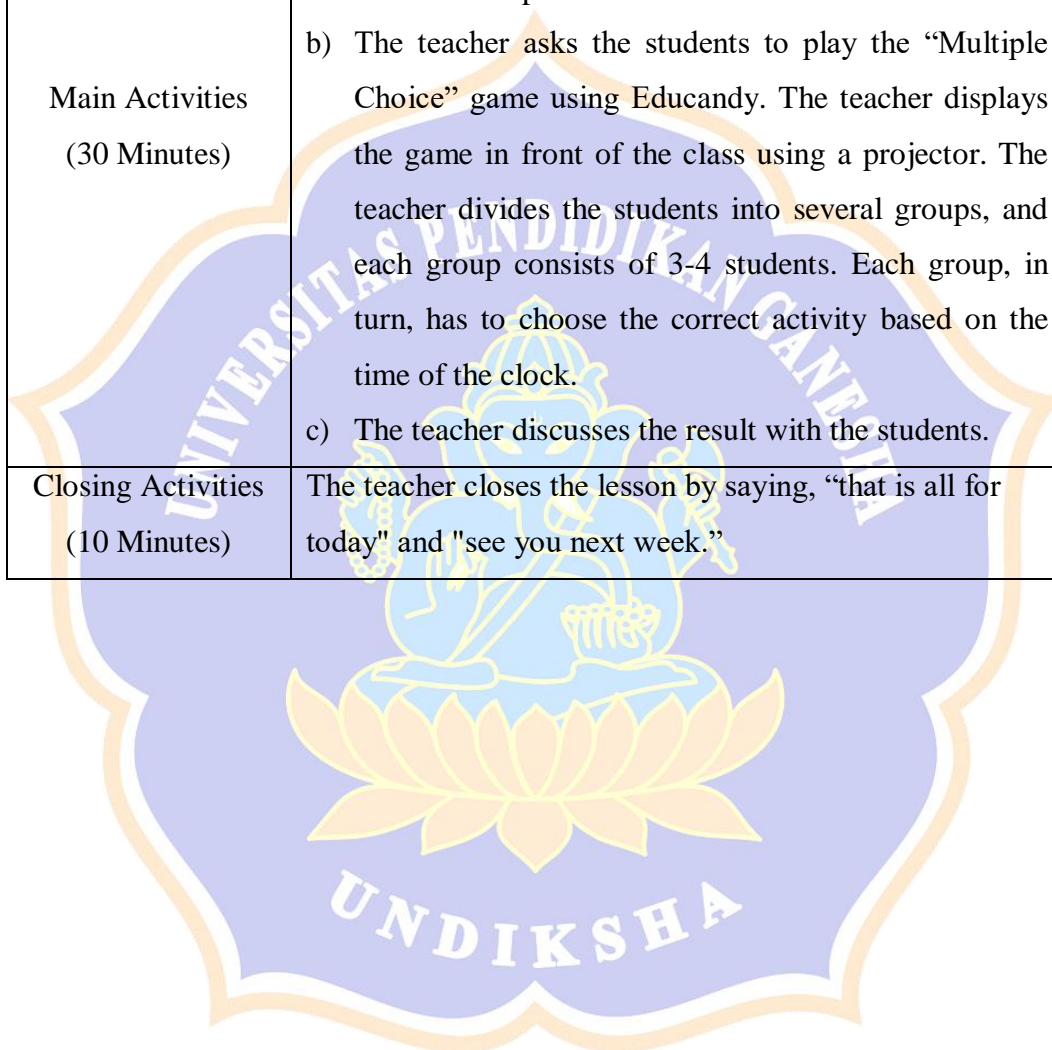 b) The teacher asks the students to play the “Multiple
Main Activities
(30 Minutes)
Choice” game using Educandy. The teacher displays
the game in front of the class using a projector. The
teacher divides the students into several groups, and
each group consists of 3-4 students. Each group, in
turn, has to choose the correct activity based on the
time of the clock.
c) The teacher discusses the result with the students.
Closing Activities
(10 Minutes)
The teacher closes the lesson by saying, “that is all for
today" and "see you next week.”
UNIVERSITAS PENDIDIKAN GANESHA
UNDIKSHA